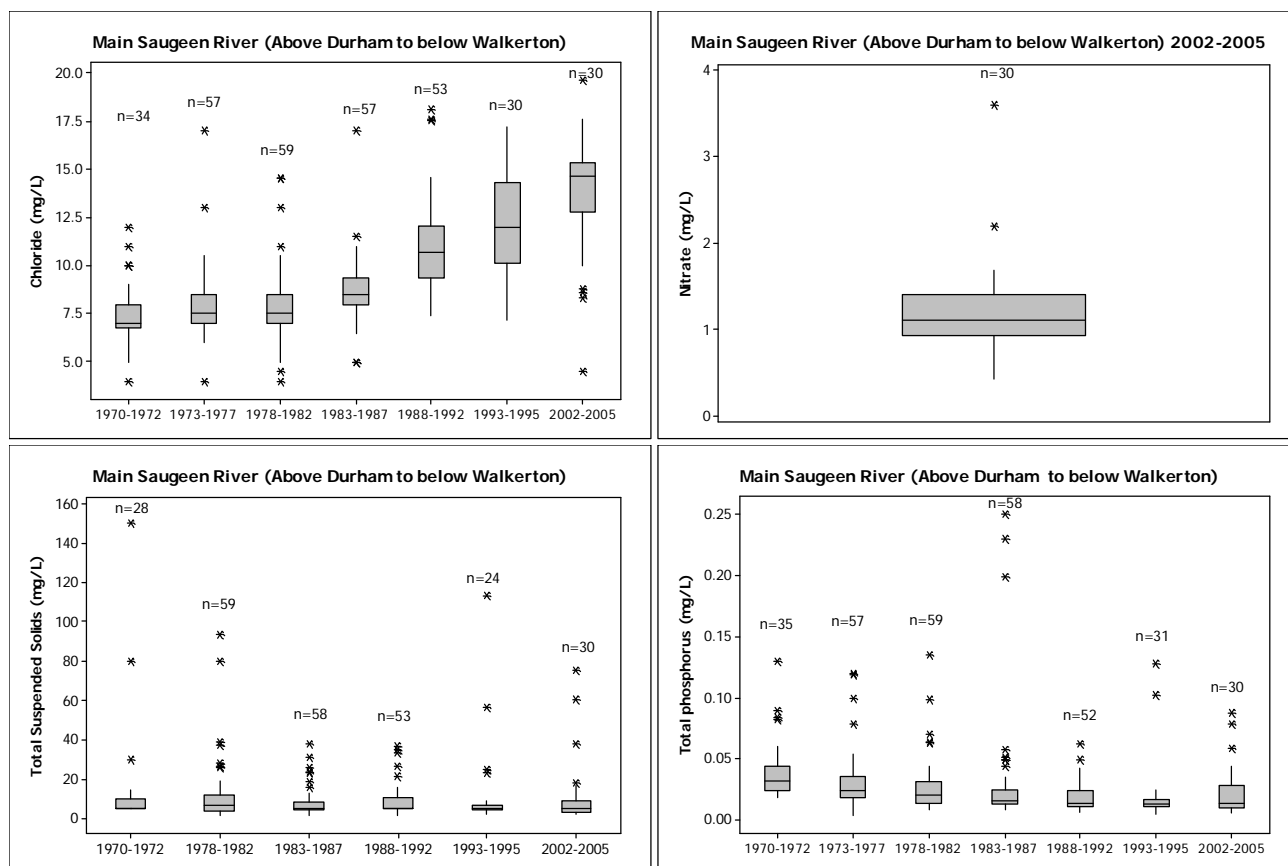 Main Saugeen River (Above Durham to below Walkerton)
20.0
17.5
15.0
12.5
10.0
7.5
5.0
Chloride (mg/L)
n=34
n=57
n=59
n=57
n=53
n=30
n=30
1970-1972 1973-1977 1978-1982 1983-1987 1988-1992 1993-1995 2002-2005
Main Saugeen River (Above Durham to below Walkerton) 2002-2005
4
3
2
1
0
Nitrate (mg/L)
n=30
Main Saugeen River (Above Durham to below Walkerton)
160
140
120
100
80
60
40
20
0
Total Suspended Solids (mg/L)
n=28
n=59
n=58
n=53
n=24
n=30
1970-1972 1978-1982 1983-1987 1988-1992 1993-1995 2002-2005
Main Saugeen River (Above Durham to below Walkerton)
0.25
0.20
0.15
0.10
0.05
0.00
Total phosphorus (mg/L)
n=35
n=57
n=59
n=58
n=52
n=31
n=30
1970-1972 1973-1977 1978-1982 1983-1987 1988-1992 1993-1995 2002-2005